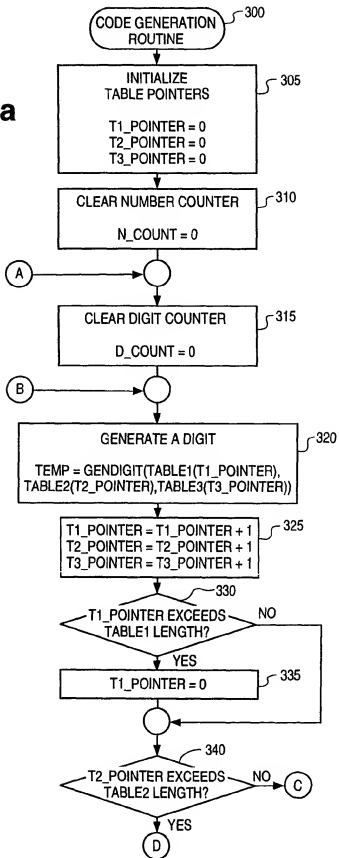 CODE GENERATION
ROUTINE
300
INITIALIZE
TABLE POINTERS
305
T1_POINTER = 0
T2_POINTER = 0
T3_POINTER = 0
a
CLEAR NUMBER COUNTER
310
N_COUNT = 0
A
CLEAR DIGIT COUNTER
315
D_COUNT = 0
B
GENERATE A DIGIT
320
TEMP = GENDIGIT(TABLE1(T1_POINTER),
TABLE2(T2_POINTER),TABLE3(T3_POINTER))
T1_POINTER = T1_POINTER + 1
T2_POINTER = T2_POINTER + 1
T3_POINTER = T3_POINTER + 1
325
330
T1_POINTER EXCEEDS
TABLE1 LENGTH?
NO
YES
T1_POINTER = 0
335
340
T2_POINTER EXCEEDS
TABLE2 LENGTH?
NO
C
YES
D